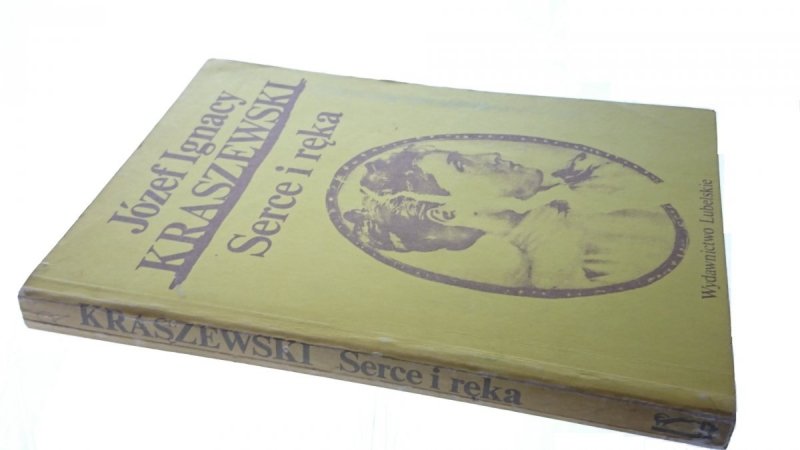 Józef Ignacy
KRASZEWSKI
Serce i ręka
Wydawnictwo Lubelskie
KRASZEWSKI Serce i ręka